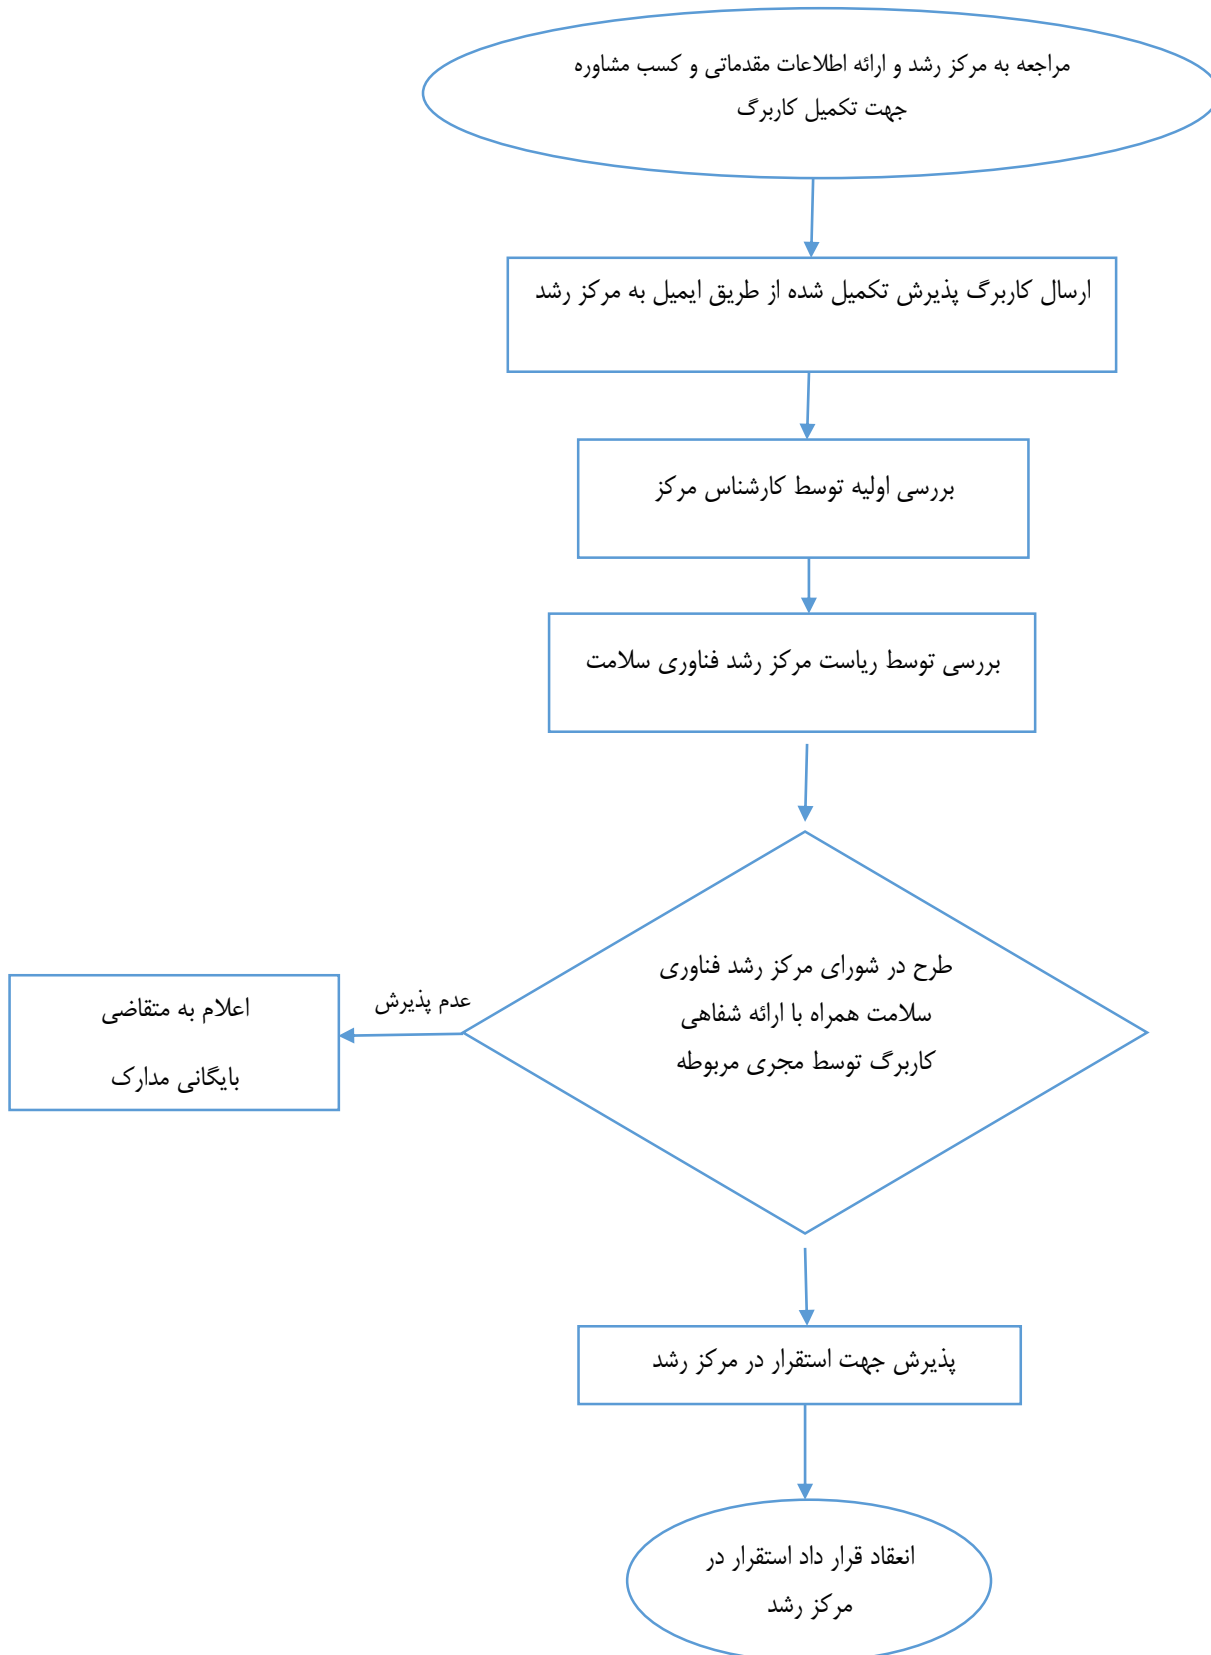 مراجعه به مرکز رشد و ارائه اطلاعات مقدماتی و کسب مشاوره
جهت تکمیل کاربرگ
ارسال کاربرگ پذیرش تکمیل شده از طریق ایمیل به مرکز رشد
بررسی اولیه توسط کارشناس مرکز
بررسی توسط ریاست مرکز رشد فناوری سلامت
طرح در شورای مرکز رشد فناوری
سلامت همراه با ارائه شفاهی
کاربرگ توسط مجری مربوطه
عدم پذیرش
اعلام به متقاضی
بایگانی مدارک
پذیرش جهت استقرار در مرکز رشد
انعقاد قرار داد استقرار در
مرکز رشد